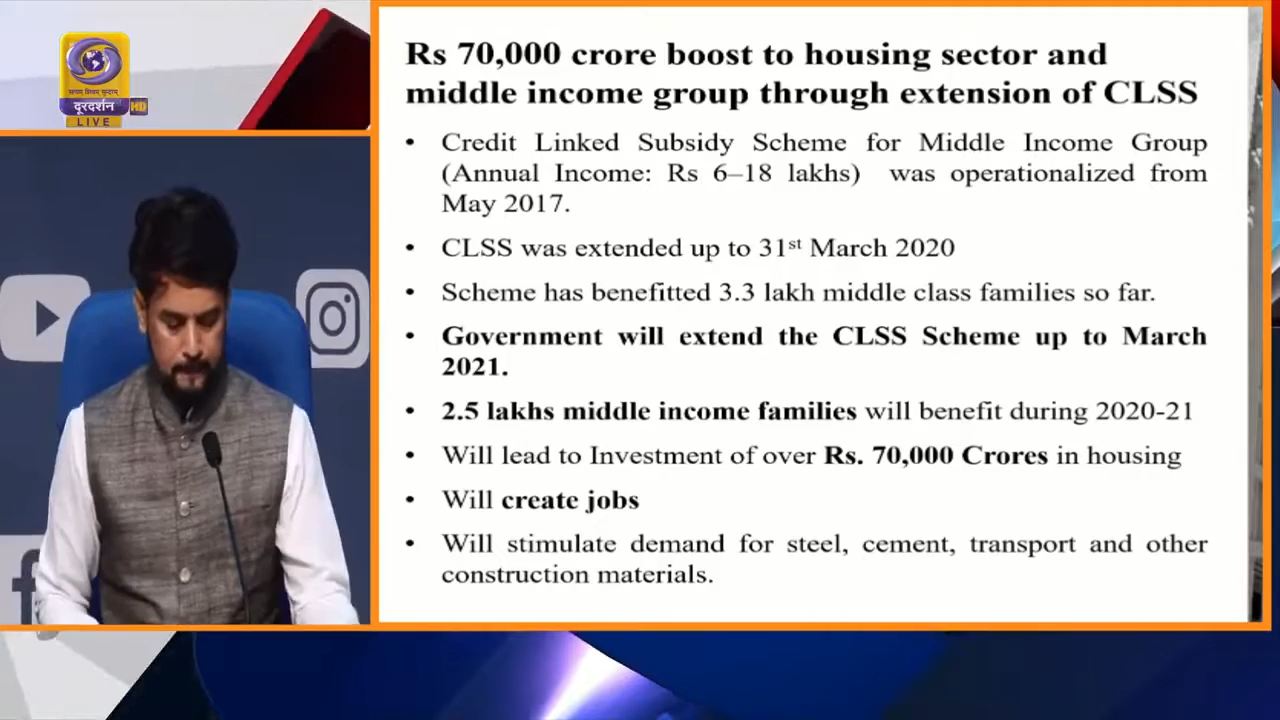 सत्यम् शिवम् सुन्दरम्
दूरदर्शन HD
LIVE
Rs 70,000 crore boost to housing sector and
middle income group through extension of CLSS
• Credit Linked Subsidy Scheme for Middle Income Group
(Annual Income: Rs 6–18 lakhs) was operationalized from
May 2017.
• CLSS was extended up to 31st March 2020
• Scheme has benefitted 3.3 lakh middle class families so far.
• Government will extend the CLSS Scheme up to March
2021.
• 2.5 lakhs middle income families will benefit during 2020-21
• Will lead to Investment of over Rs. 70,000 Crores in housing
• Will create jobs
• Will stimulate demand for steel, cement, transport and other
construction materials.